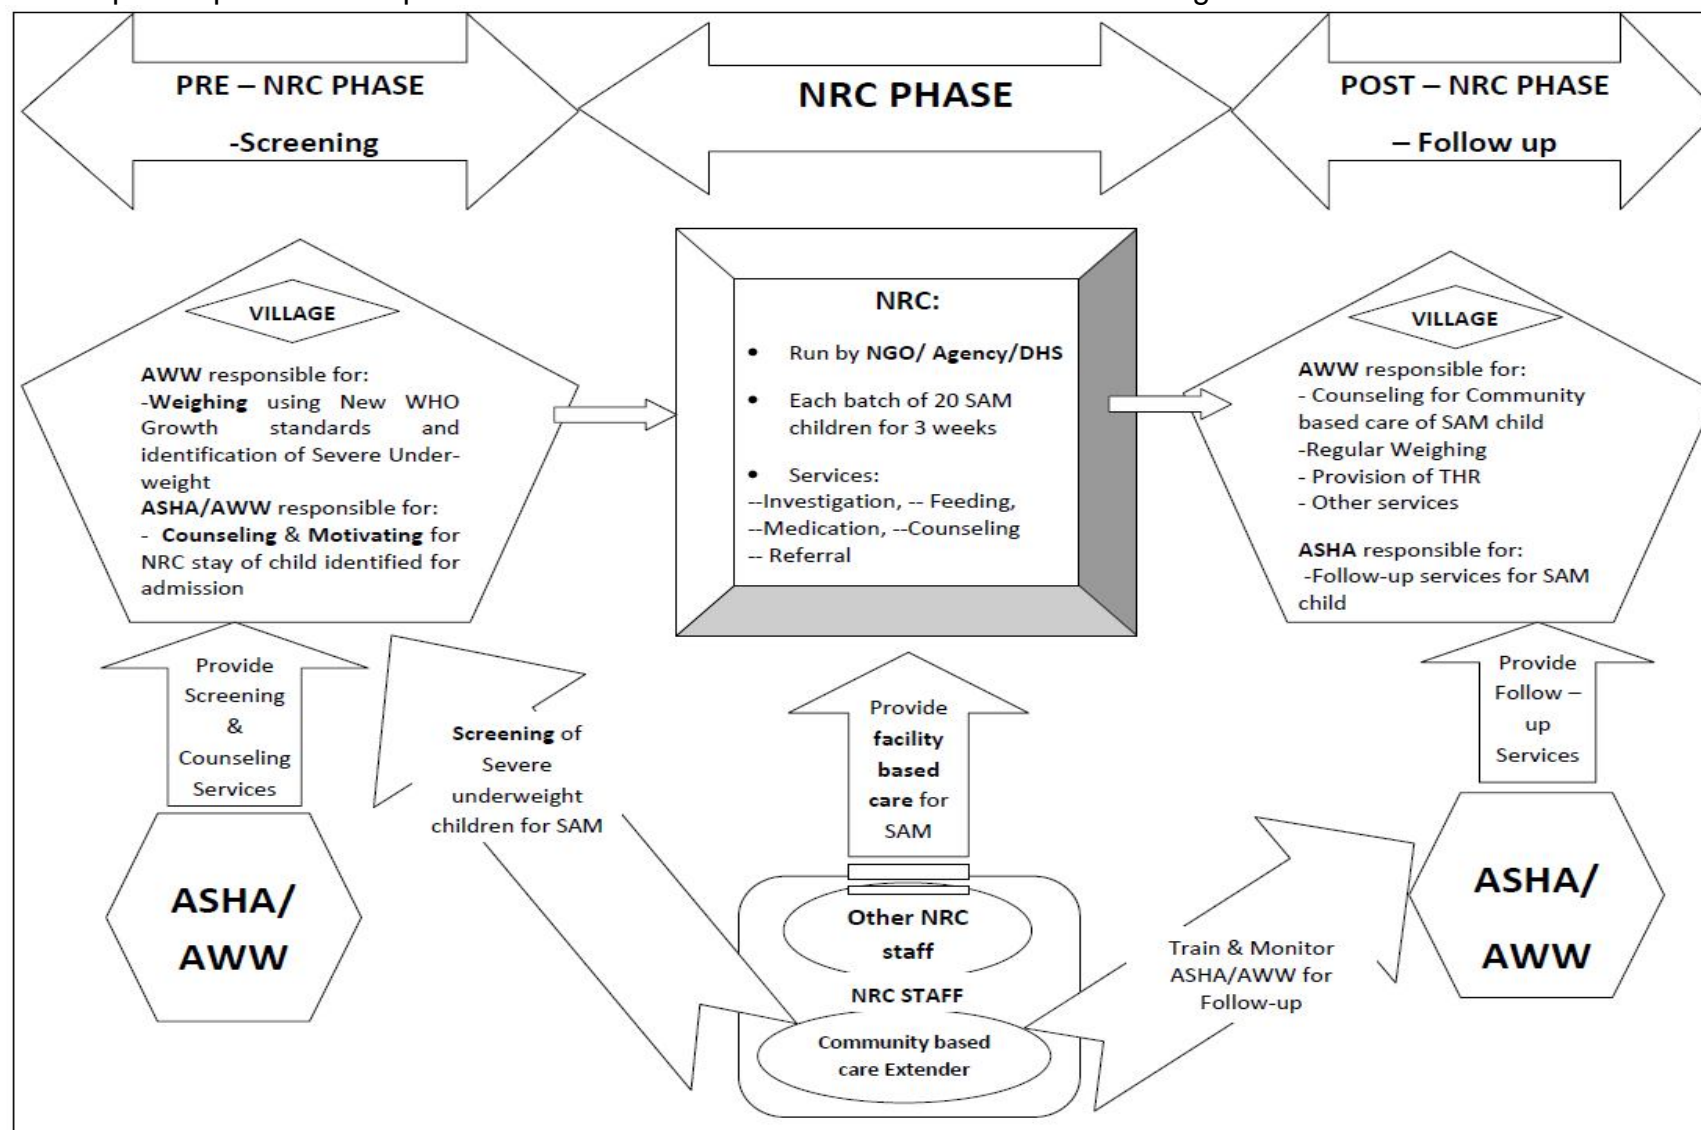 PRE – NRC PHASE
-Screening
NRC PHASE
POST – NRC PHASE
– Follow up
VILLAGE
AWW responsible for:
-Weighing using New WHO
Growth standards and
identification of Severe Under-
weight
ASHA/AWW responsible for:
- Counseling & Motivating for
NRC stay of child identified for
admission
NRC:
• Run by NGO/ Agency/DHS
• Each batch of 20 SAM
children for 3 weeks
• Services:
--Investigation, -- Feeding,
--Medication, --Counseling
-- Referral
VILLAGE
AWW responsible for:
- Counseling for Community
based care of SAM child
-Regular Weighing
- Provision of THR
- Other services
ASHA responsible for:
-Follow-up services for SAM
child
Provide
Screening
&
Counseling
Services
Screening of
Severe
underweight
children for SAM
Provide
facility
based
care for
SAM
Provide
Follow –
up
Services
ASHA/
AWW
Other NRC
staff
NRC STAFF
Community based
care Extender
Train & Monitor
ASHA/AWW for
Follow-up
ASHA/
AWW